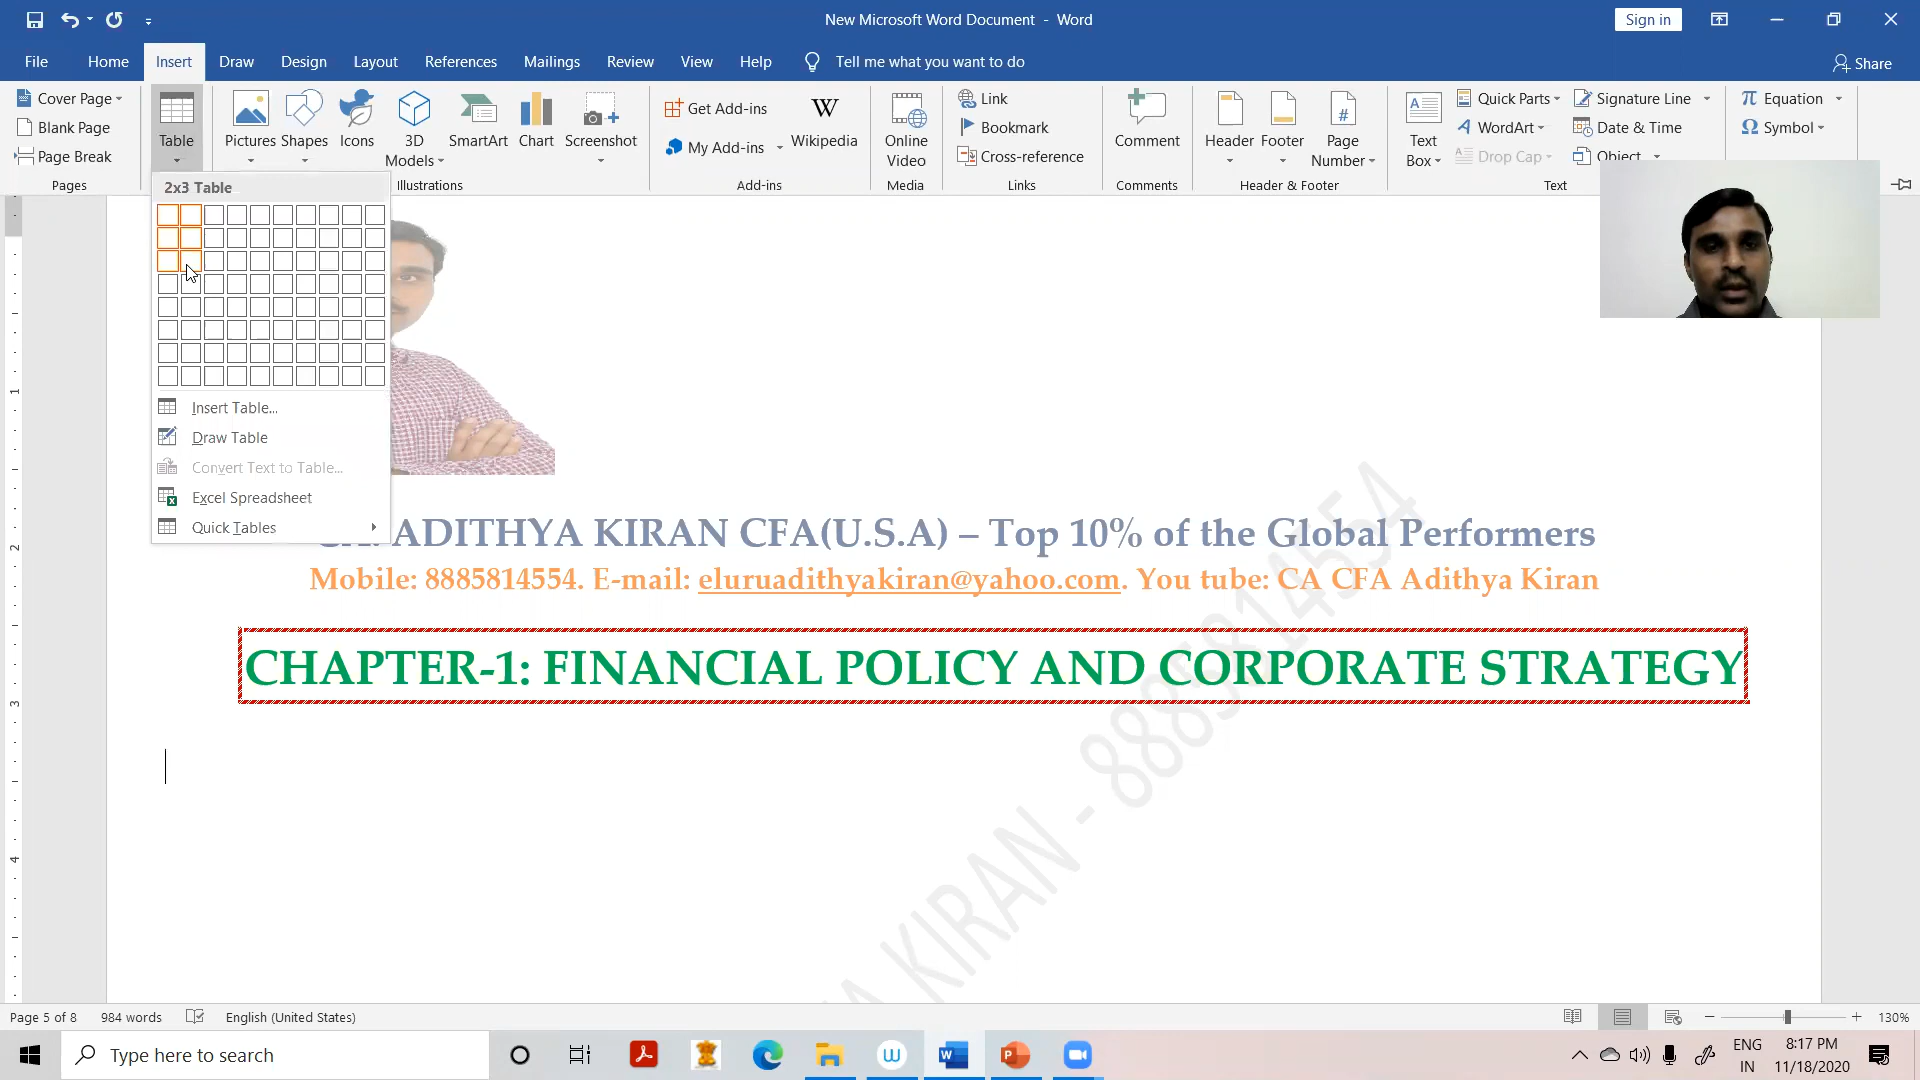 New Microsoft Word Document - Word
Sign in
File Home Insert Draw Design Layout References Mailings Review View Help Tell me what you want to do
Share
Cover Page
Blank Page
Page Break
Pages
Table
Pictures
Shapes
Icons
3D
Models
SmartArt
Chart
Screenshot
Illustrations
Get Add-ins
My Add-ins
Wikipedia
Add-ins
Online
Video
Media
Link
Bookmark
Cross-reference
Links
Comment
Comments
Header
Footer
Page
Number
Header & Footer
Text
Box
Quick Parts
WordArt
Drop Cap
Signature Line
Date & Time
Object
Text
Equation
Symbol
2x3 Table
Insert Table...
Draw Table
Convert Text to Table...
Excel Spreadsheet
Quick Tables
ADITHYA KIRAN CFA(U.S.A) – Top 10% of the Global Performers
Mobile: 8885814554. E-mail: eluruadithyakiran@yahoo.com. You tube: CA CFA Adithya Kiran
CHAPTER-1: FINANCIAL POLICY AND CORPORATE STRATEGY
KIRAN - 8885814554
1
2
3
4
Page 5 of 8 984 words English (United States)
130%
Type here to search
ENG
IN
8:17 PM
11/18/2020